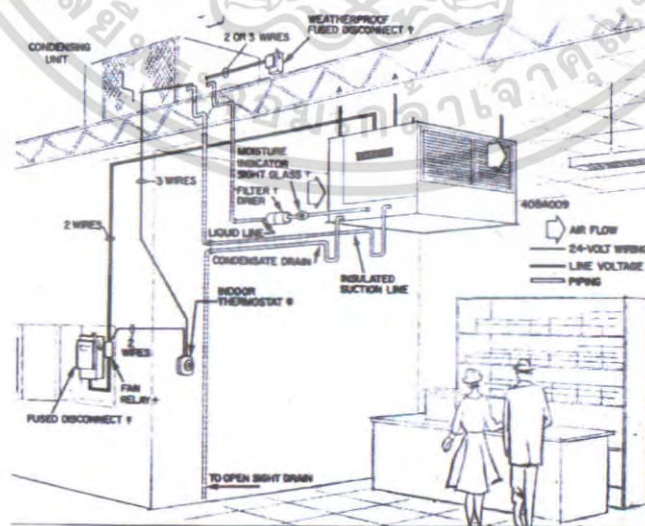 WEATHERPROOF
FUSED DISCONNECT
2 OR 3 WIRES
CONDENSING
UNIT
MOISTURE
INDICATOR
SIGHT GLASS
3 WIRES
FILTER
DRIER
40BA009
2 WIRES
LIQUID LINE
AIR FLOW
24-VOLT WIRING
CONDENSATE DRAIN
LINE VOLTAGE
INSULATED
SUCTION LINE
PIPING
INDOOR
THERMOSTAT
2
WIRES
FAN
RELAY
FUSED DISCONNECT
TO OPEN SIGHT DRAIN